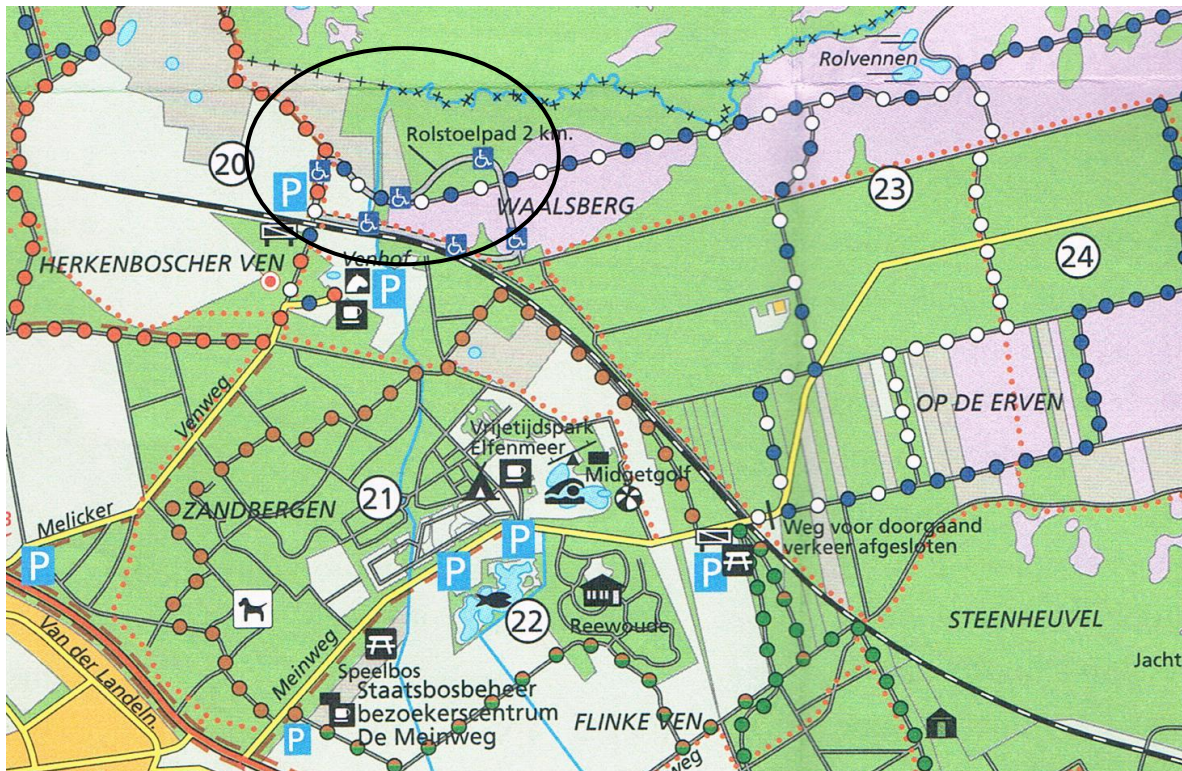 Rolvennen
Rolstoelpad 2 km.
20
P
23
WAALSBERG
24
HERKENBOSCHER VEN
Venhof
P
Venweg
OP DE ERVEN
Vrijetijdspark
Elfenmeer
Midgetgolf
21
ZANDBERGEN
Melicker
Weg voor doorgaand
verkeer afgesloten
P
P
P
P
22
Reewoude
STEENHEUVEL
Van der Landeln.
Meinweg
Speelbos
Jacht
Staatsbosbeheer
bezoekerscentrum
De Meinweg
FLINKE VEN
P
weg